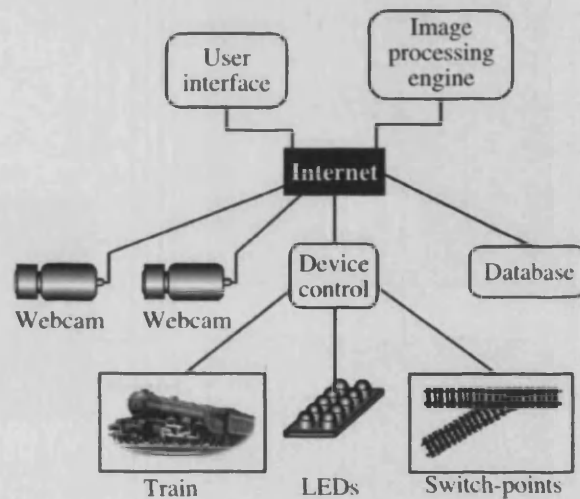 User
interface
Image
processing
engine
Internet
Webcam
Webcam
Device
control
Database
Train
LEDs
Switch-points